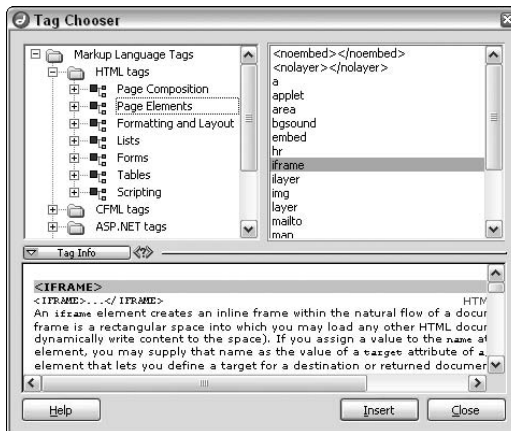 Tag Chooser
Markup Language Tags
HTML tags
Page Composition
Page Elements
Formatting and Layout
Lists
Forms
Tables
Scripting
CFML tags
ASP.NET tags
<noembed></noembed>
<nolayer></nolayer>
a
applet
area
bgsound
embed
hr
iframe
ilayer
img
layer
mailto
map
Tag Info
<IFRAME>
<IFRAME>...</IFRAME> HTM
An iframe element creates an inline frame within the natural flow of a docur
frame is a rectangular space into which you may load any other HTML docur
dynamically write content to the space). If you assign a value to the name at
element, you may supply that name as the value of a target attribute of a
element that lets you define a target for a destination or returned documer
Help
Insert
Close